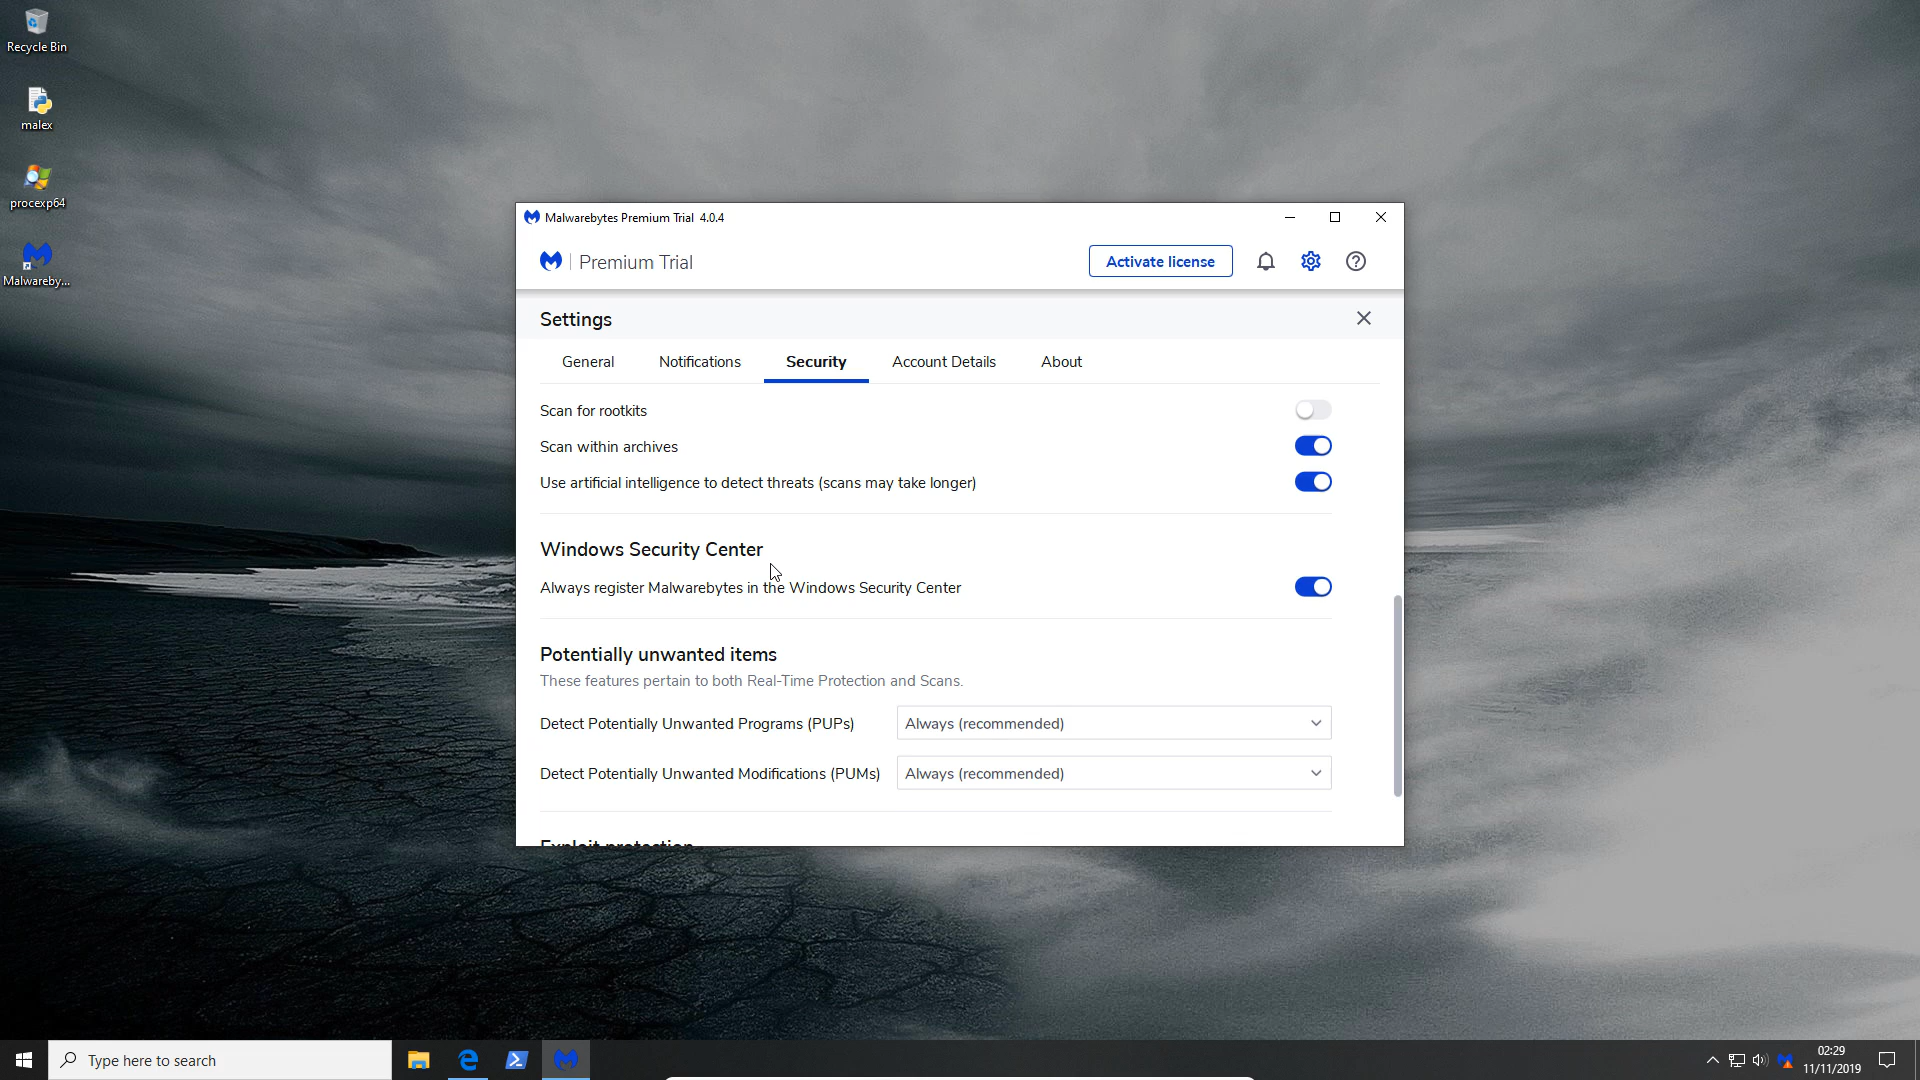 Recycle Bin
malex
procexp64
Malwareby...
Malwarebytes Premium Trial 4.0.4
Premium Trial
Activate license
Settings
General
Notifications
Security
Account Details
About
Scan for rootkits
Scan within archives
Use artificial intelligence to detect threats (scans may take longer)
Windows Security Center
Always register Malwarebytes in the Windows Security Center
Potentially unwanted items
These features pertain to both Real-Time Protection and Scans.
Detect Potentially Unwanted Programs (PUPs)
Always (recommended)
Detect Potentially Unwanted Modifications (PUMs)
Always (recommended)
Exploit protection
Type here to search
02:29
11/11/2019